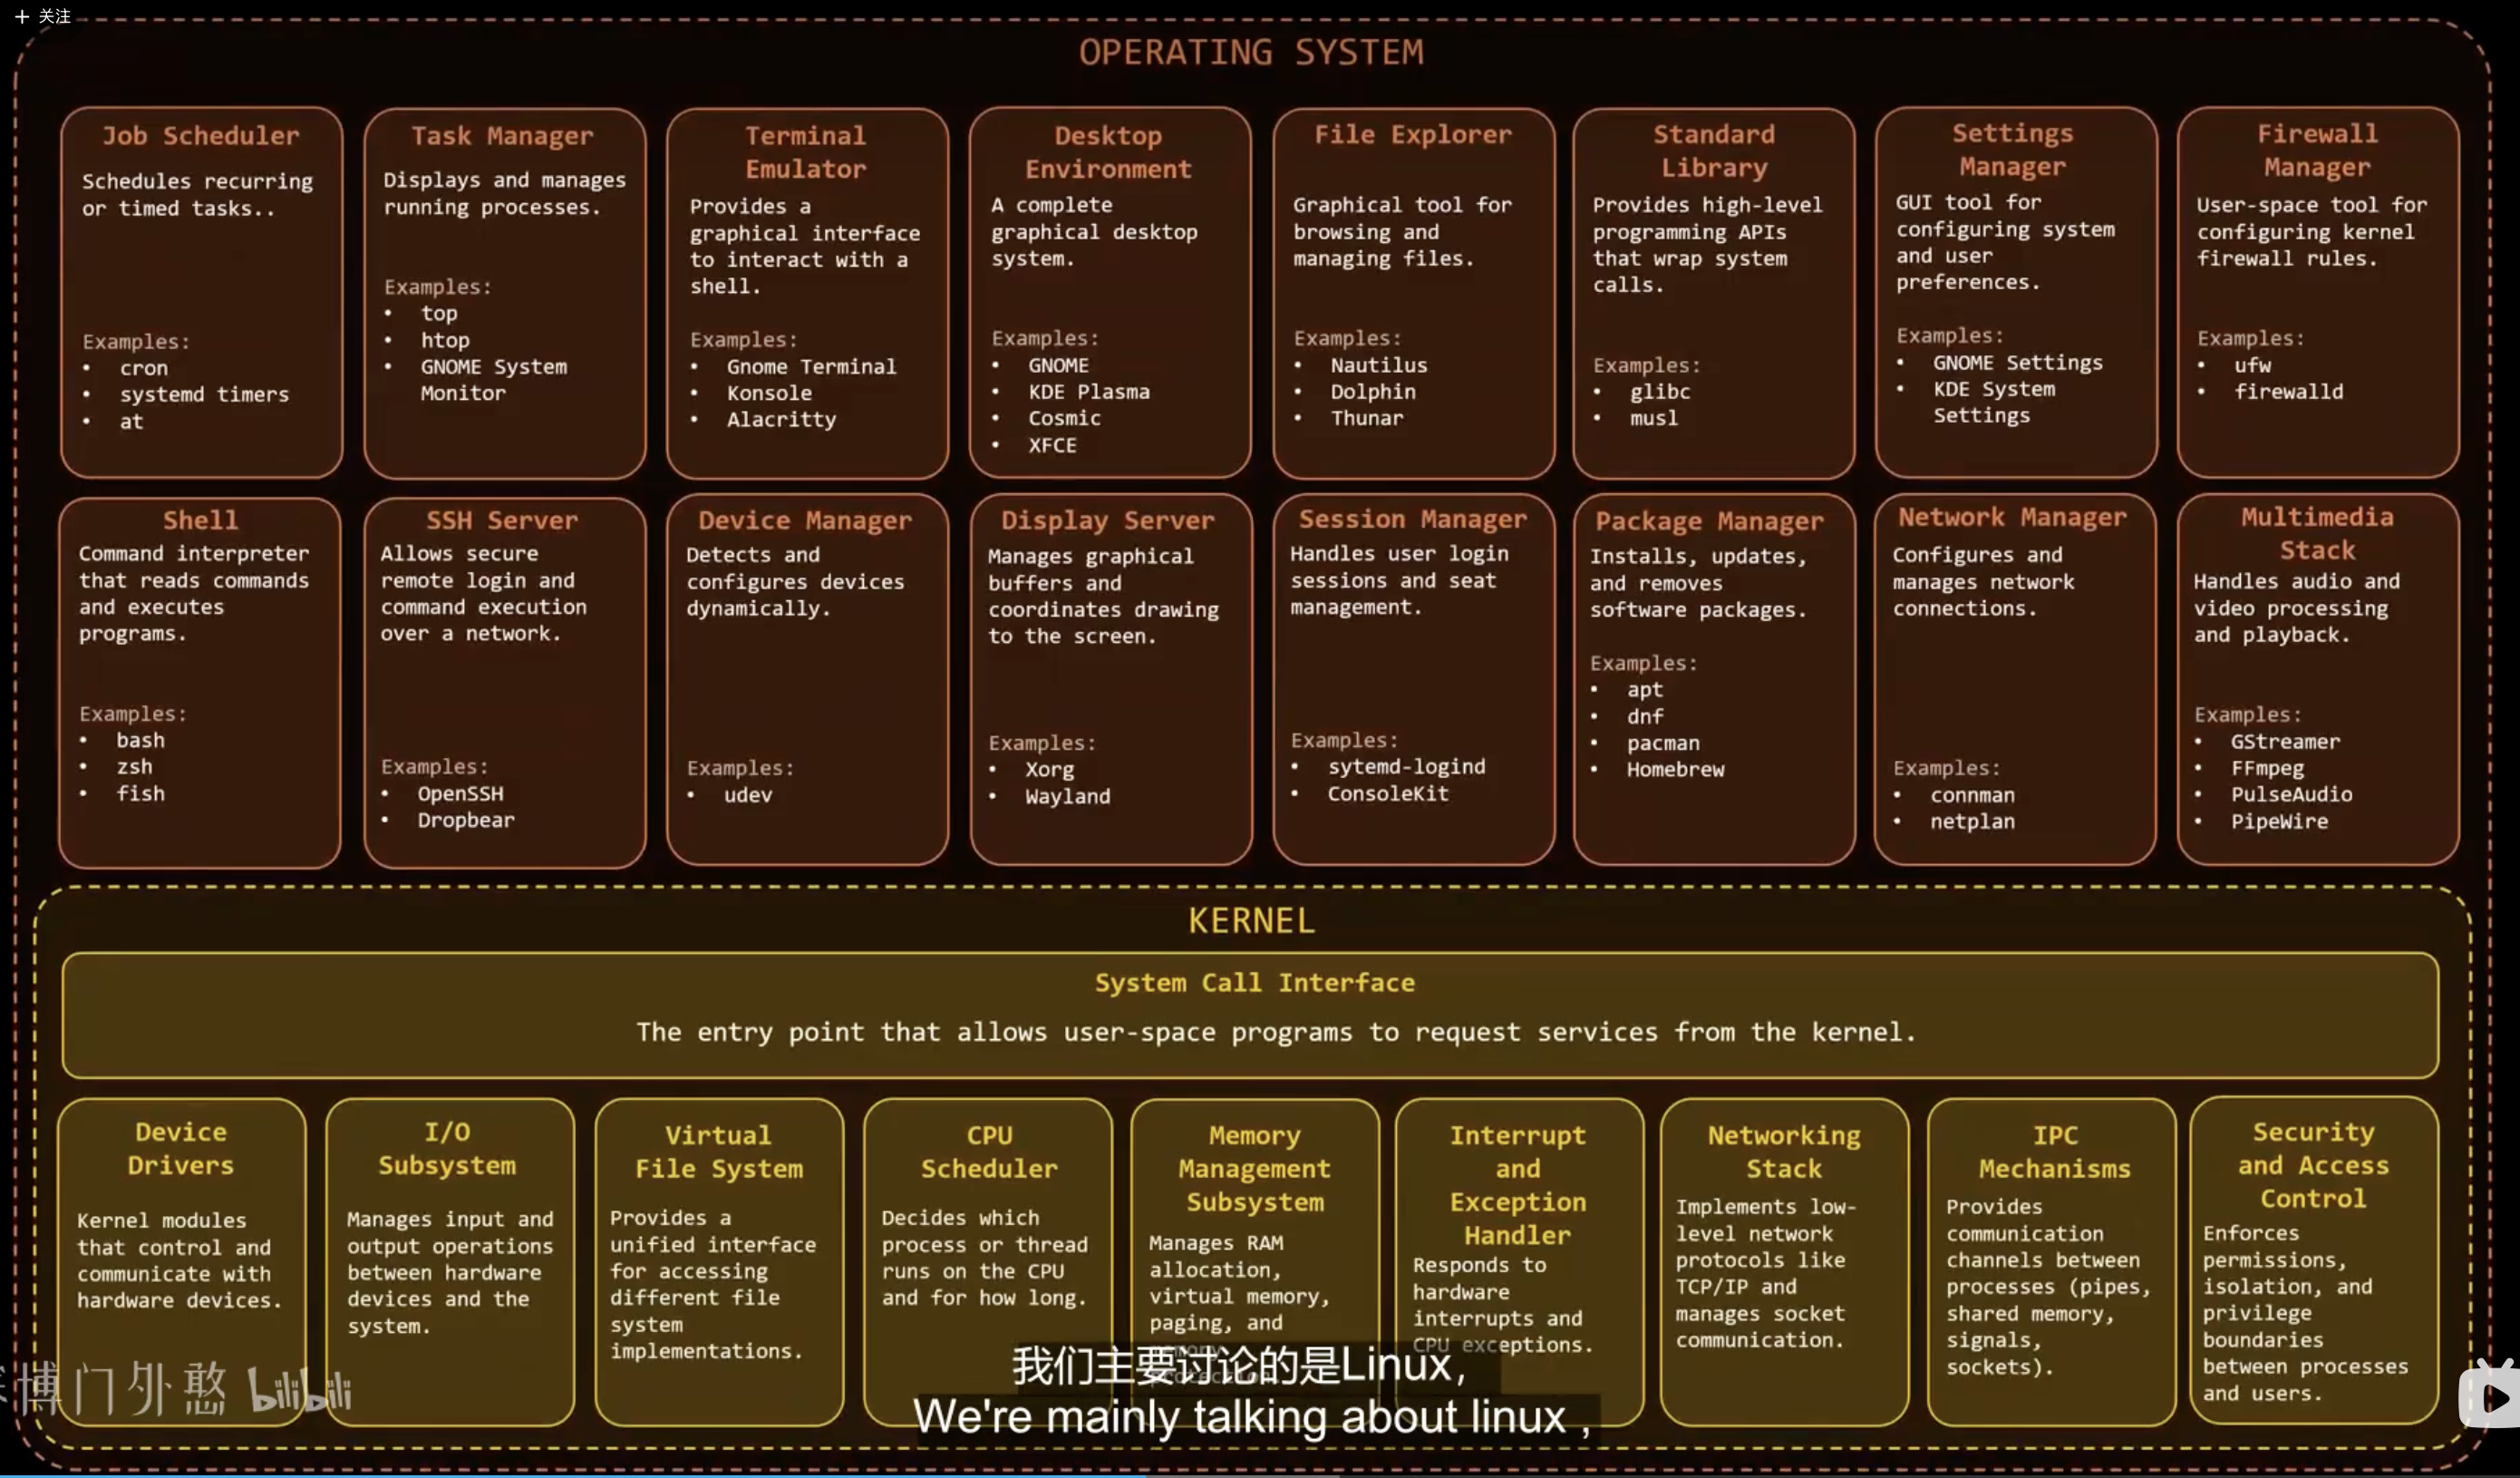 + 关注
OPERATING SYSTEM
Job Scheduler
Schedules recurring
or timed tasks..
Examples:
• cron
• systemd timers
• at
Task Manager
Displays and manages
running processes.
Examples:
• top
• htop
• GNOME System
Monitor
Terminal
Emulator
Provides a
graphical interface
to interact with a
shell.
Examples:
• Gnome Terminal
• Konsole
• Alacritty
Desktop
Environment
A complete
graphical desktop
system.
Examples:
• GNOME
• KDE Plasma
• Cosmic
• XFCE
File Explorer
Graphical tool for
browsing and
managing files.
Examples:
• Nautilus
• Dolphin
• Thunar
Standard
Library
Provides high-level
programming APIs
that wrap system
calls.
Examples:
• glibc
• musl
Settings
Manager
GUI tool for
configuring system
and user
preferences.
Examples:
• GNOME Settings
• KDE System
Settings
Firewall
Manager
User-space tool for
configuring kernel
firewall rules.
Examples:
• ufw
• firewalld
Shell
Command interpreter
that reads commands
and executes
programs.
Examples:
• bash
• zsh
• fish
SSH Server
Allows secure
remote login and
command execution
over a network.
Examples:
• OpenSSH
• Dropbear
Device Manager
Detects and
configures devices
dynamically.
Examples:
• udev
Display Server
Manages graphical
buffers and
coordinates drawing
to the screen.
Examples:
• Xorg
• Wayland
Session Manager
Handles user login
sessions and seat
management.
Examples:
• sytemd-logind
• ConsoleKit
Package Manager
Installs, updates,
and removes
software packages.
Examples:
• apt
• dnf
• pacman
• Homebrew
Network Manager
Configures and
manages network
connections.
Examples:
• connman
• netplan
Multimedia
Stack
Handles audio and
video processing
and playback.
Examples:
• GStreamer
• FFmpeg
• PulseAudio
• PipeWire
KERNEL
System Call Interface
The entry point that allows user-space programs to request services from the kernel.
Device
Drivers
Kernel modules
that control and
communicate with
hardware devices.
I/O
Subsystem
Manages input and
output operations
between hardware
devices and the
system.
Virtual
File System
Provides a
unified interface
for accessing
different file
system
implementations.
CPU
Scheduler
Decides which
process or thread
runs on the CPU
and for how long.
Memory
Management
Subsystem
Manages RAM
allocation,
virtual memory,
paging, and
Interrupt
and
Exception
Handler
Responds to
hardware
interrupts and
CPU exceptions.
Networking
Stack
Implements low-
level network
protocols like
TCP/IP and
manages socket
communication.
IPC
Mechanisms
Provides
communication
channels between
processes (pipes,
shared memory,
signals,
sockets).
Security
and Access
Control
Enforces
permissions,
isolation, and
privilege
boundaries
between processes
and users.
博门外憨 bilibili
我们主要讨论的是Linux,
We're mainly talking about linux ,